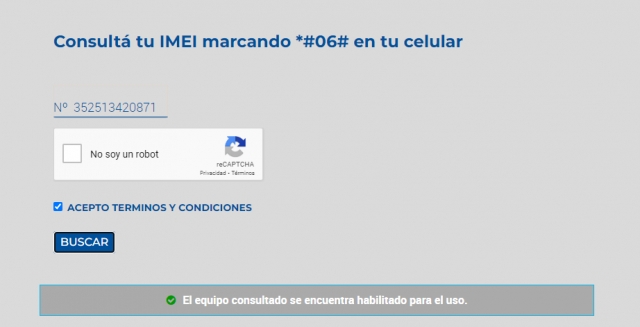 Consultá tu IMEI marcando *#06# en tu celular
Nº 352513420871
No soy un robot
reCAPTCHA
Privacidad - Términos
ACEPTO TERMINOS Y CONDICIONES
BUSCAR
El equipo consultado se encuentra habilitado para el uso.